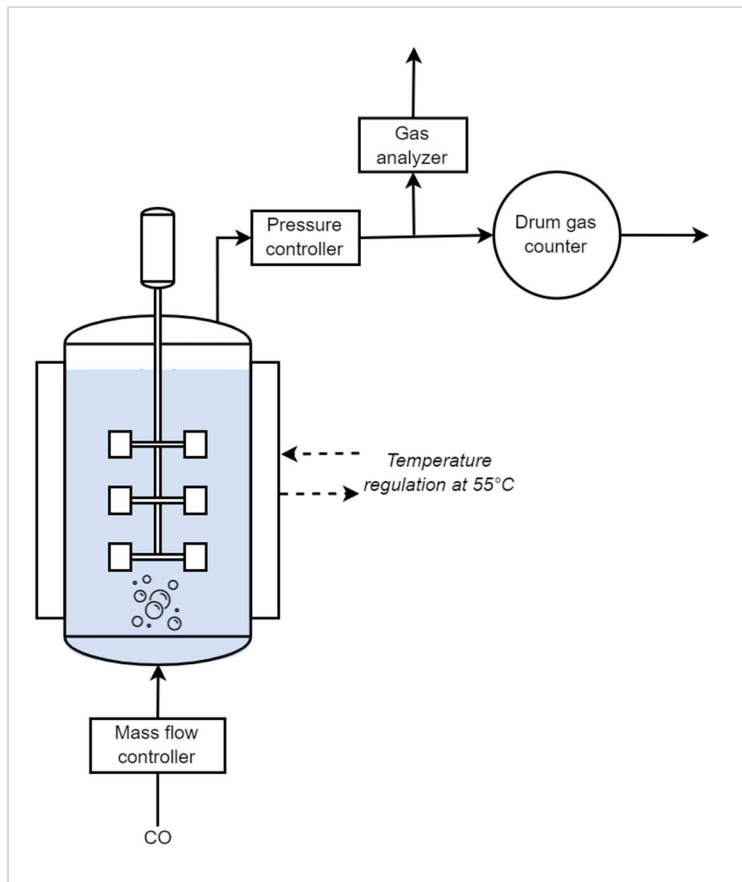 Gas
analyzer
Pressure
controller
Drum gas
counter
Temperature
regulation at 55°C
Mass flow
controller
CO